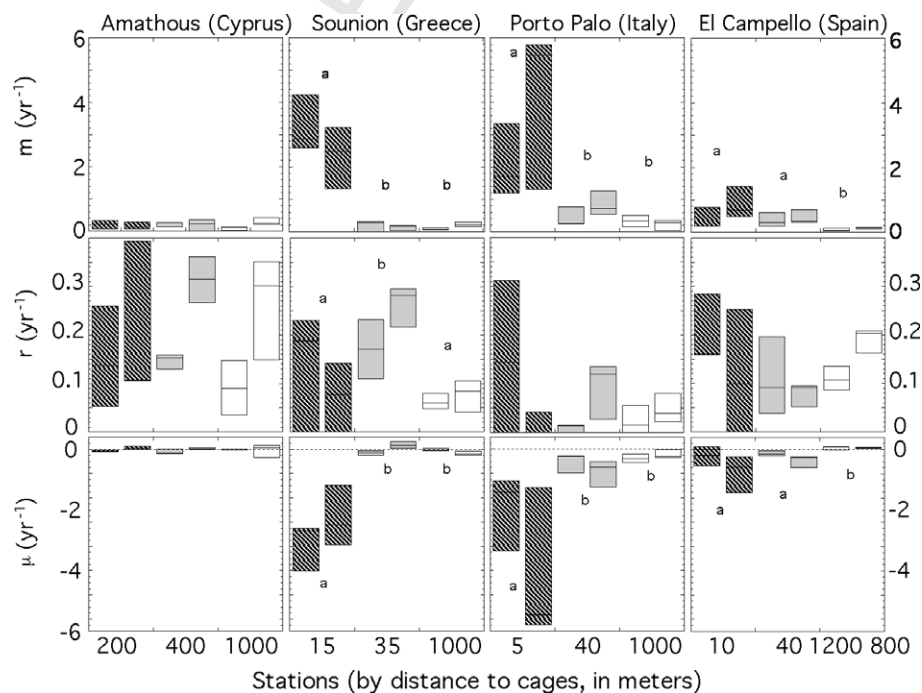 Amathous (Cyprus) Sounion (Greece) Porto Palo (Italy) El Campello (Spain)
6 6
a a a a
4 4
m (yr⁻¹)
2 b b b b a b 2
0 0
0.3 b 0.3
a
r (yr⁻¹) 0.2 0.2
a
0.1 0.1
0 0
0 0
b b b b a a b
-2 -2
μ (yr⁻¹)
-4 a a -4
-6 -6
200 400 1000 15 35 1000 5 40 1000 10 40 1200 800
Stations (by distance to cages, in meters)